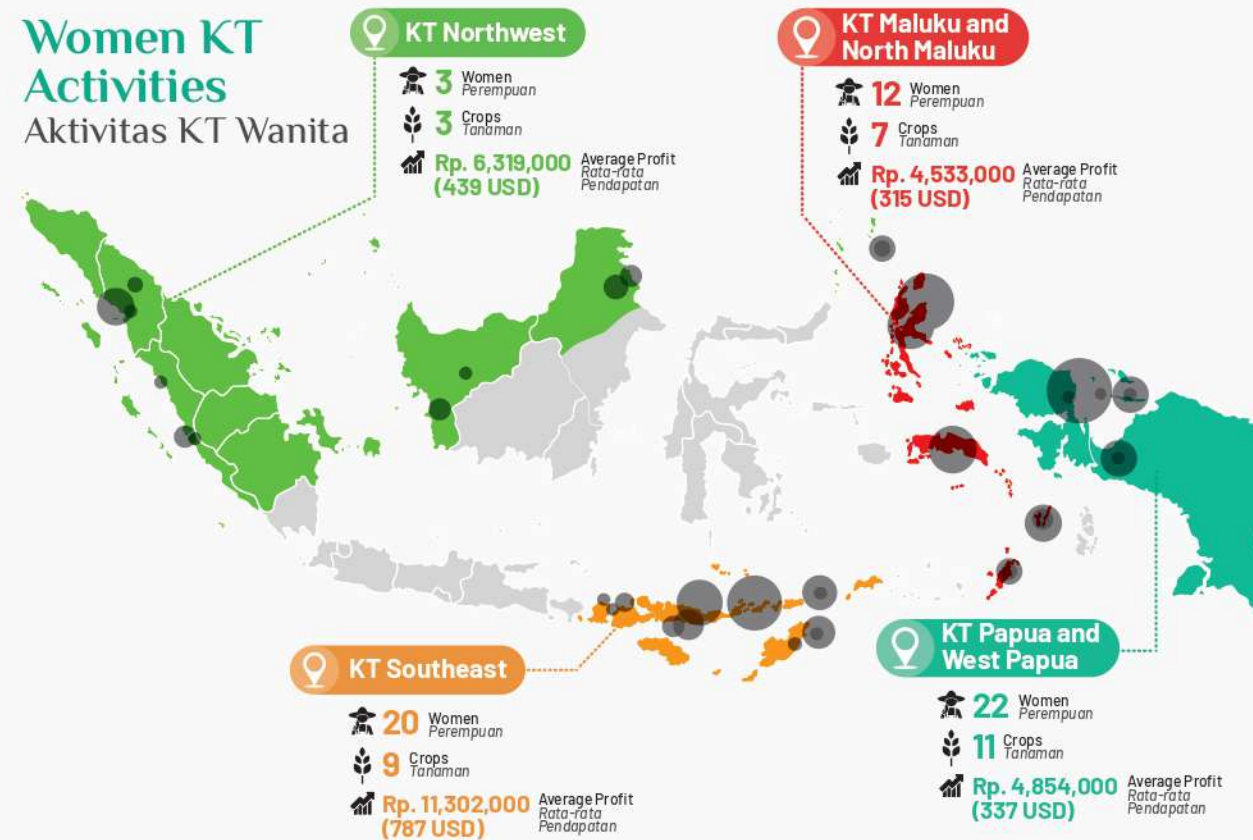 Women KT
Activities
Aktivitas KT Wanita
KT Northwest
3 Women
Perempuan
3 Crops
Tanaman
Rp. 6,319,000
(439 USD)
Average Profit
Rata-rata
Pendapatan
KT Maluku and
North Maluku
12 Women
Perempuan
7 Crops
Tanaman
Rp. 4,533,000
(315 USD)
Average Profit
Rata-rata
Pendapatan
KT Southeast
20 Women
Perempuan
9 Crops
Tanaman
Rp. 11,302,000
(787 USD)
Average Profit
Rata-rata
Pendapatan
KT Papua and
West Papua
22 Women
Perempuan
11 Crops
Tanaman
Rp. 4,854,000
(337 USD)
Average Profit
Rata-rata
Pendapatan